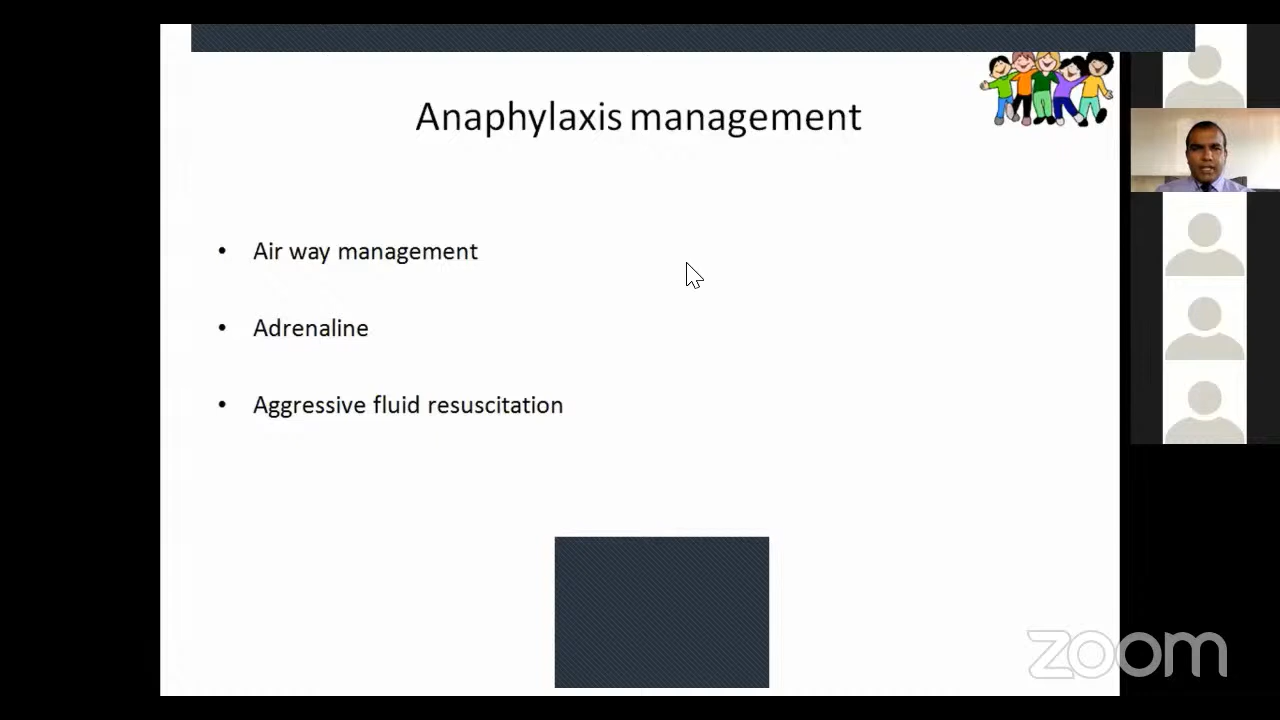 Anaphylaxis management
• Air way management
• Adrenaline
• Aggressive fluid resuscitation
zoom